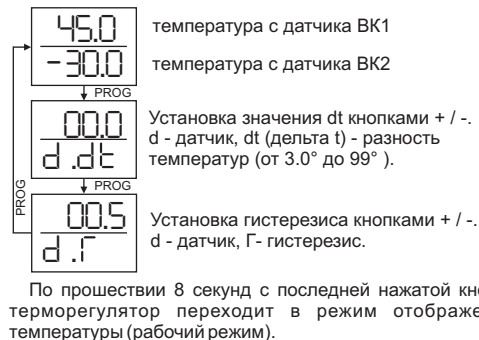 45.0
температура с датчика ВК1
-30.0
температура с датчика ВК2
PROG
00.0
d .dt
Установка значения dt кнопками + / -.
d - датчик, dt (дельта t) - разность
температур (от 3.0° до 99° ).
PROG
PROG
00.5
d .Г
Установка гистерезиса кнопками + / -.
d - датчик, Г- гистерезис.
По прошествии 8 секунд с последней нажатой кно
терморегулятор переходит в режим отображе
температуры (рабочий режим).